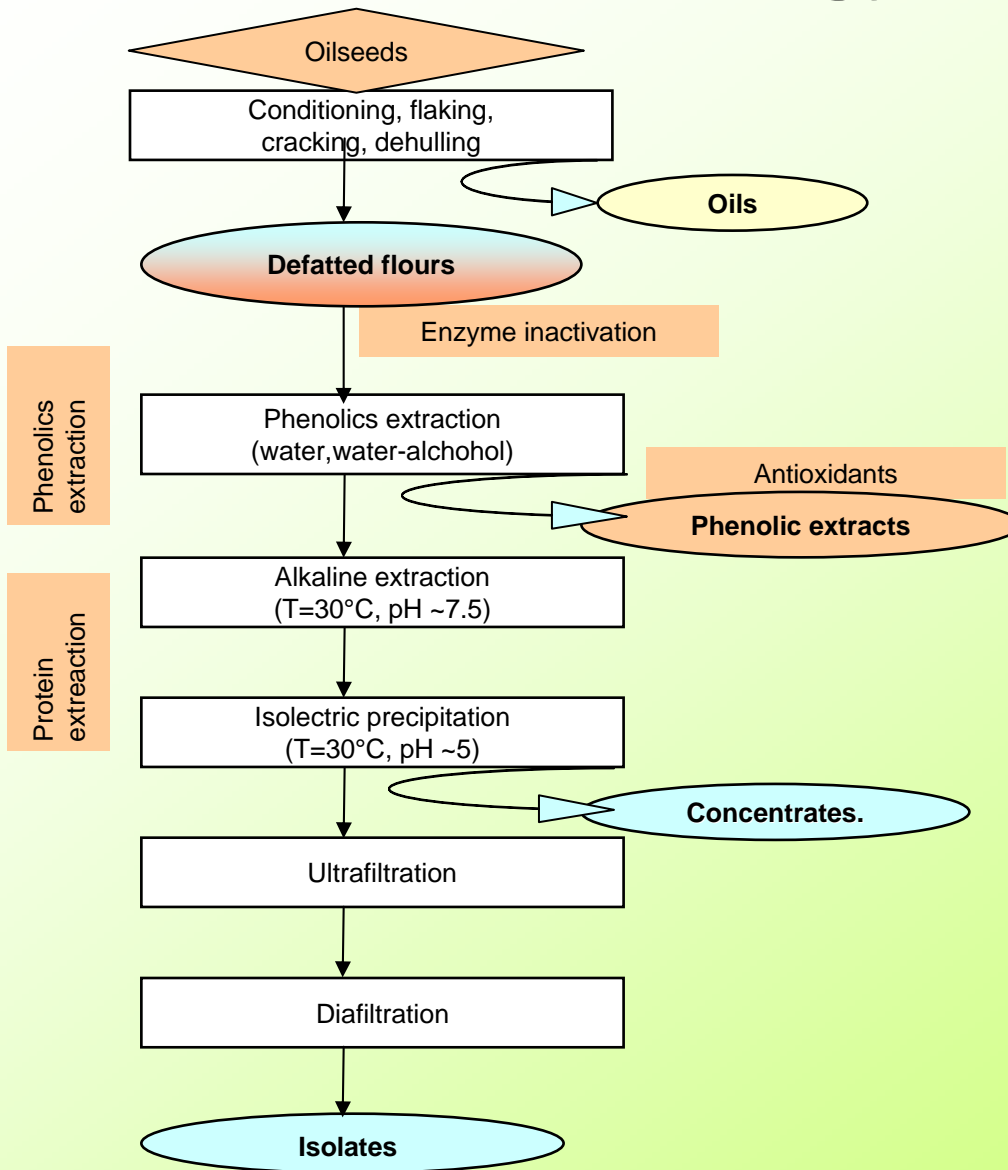 Oilseeds
Conditioning, flaking,
cracking, dehulling
Oils
Defatted flours
Enzyme inactivation
Phenolics
extraction
Phenolics extraction
(water,water-alchohol)
Antioxidants
Phenolic extracts
Protein
extreaction
Alkaline extraction
(T=30°C, pH ~7.5)
Isolectric precipitation
(T=30°C, pH ~5)
Concentrates.
Ultrafiltration
Diafiltration
Isolates